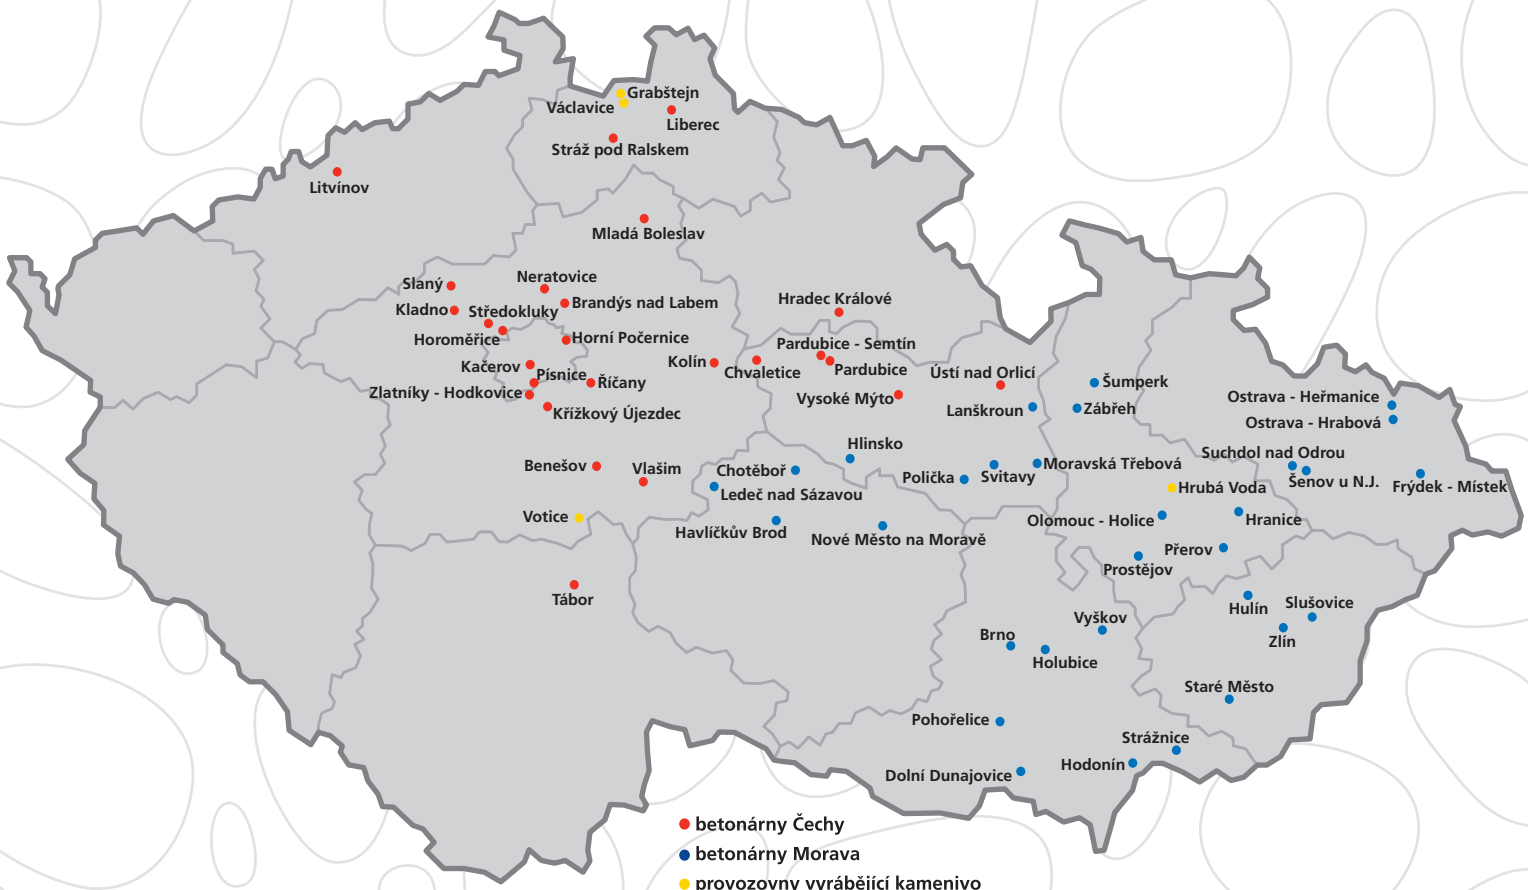 Grabštejn
Václavice
Liberec
Stráž pod Ralskem
Litvínov
Mladá Boleslav
Neratovice
Slaný
Hradec Králové
Brandýs nad Labem
Kladno
Středokluky
Horní Počernice
Horoměřice
Pardubice - Semtín
Kolín
Kačerov
Pardubice
Chvaletice
Ústí nad Orlicí
Písnice
Říčany
Šumperk
Zlatníky - Hodkovice
Ostrava - Heřmanice
Vysoké Mýto
Lanškroun
Zábřeh
Křížkový Újezdec
Ostrava - Hrabová
Hlinsko
Suchdol nad Odrou
Moravská Třebová
Benešov
Vlašim
Chotěboř
Polička
Svitavy
Šenov u N.J.
Frýdek - Místek
Hrubá Voda
Ledeč nad Sázavou
Votice
Olomouc - Holice
Hranice
Havlíčkův Brod
Nové Město na Moravě
Přerov
Prostějov
Tábor
Slušovice
Hulín
Vyškov
Brno
Zlín
Holubice
Staré Město
Pohořelice
Strážnice
Hodonín
Dolní Dunajovice
betonárny Čechy
betonárny Morava
provozovny vyrábějící kamenivo